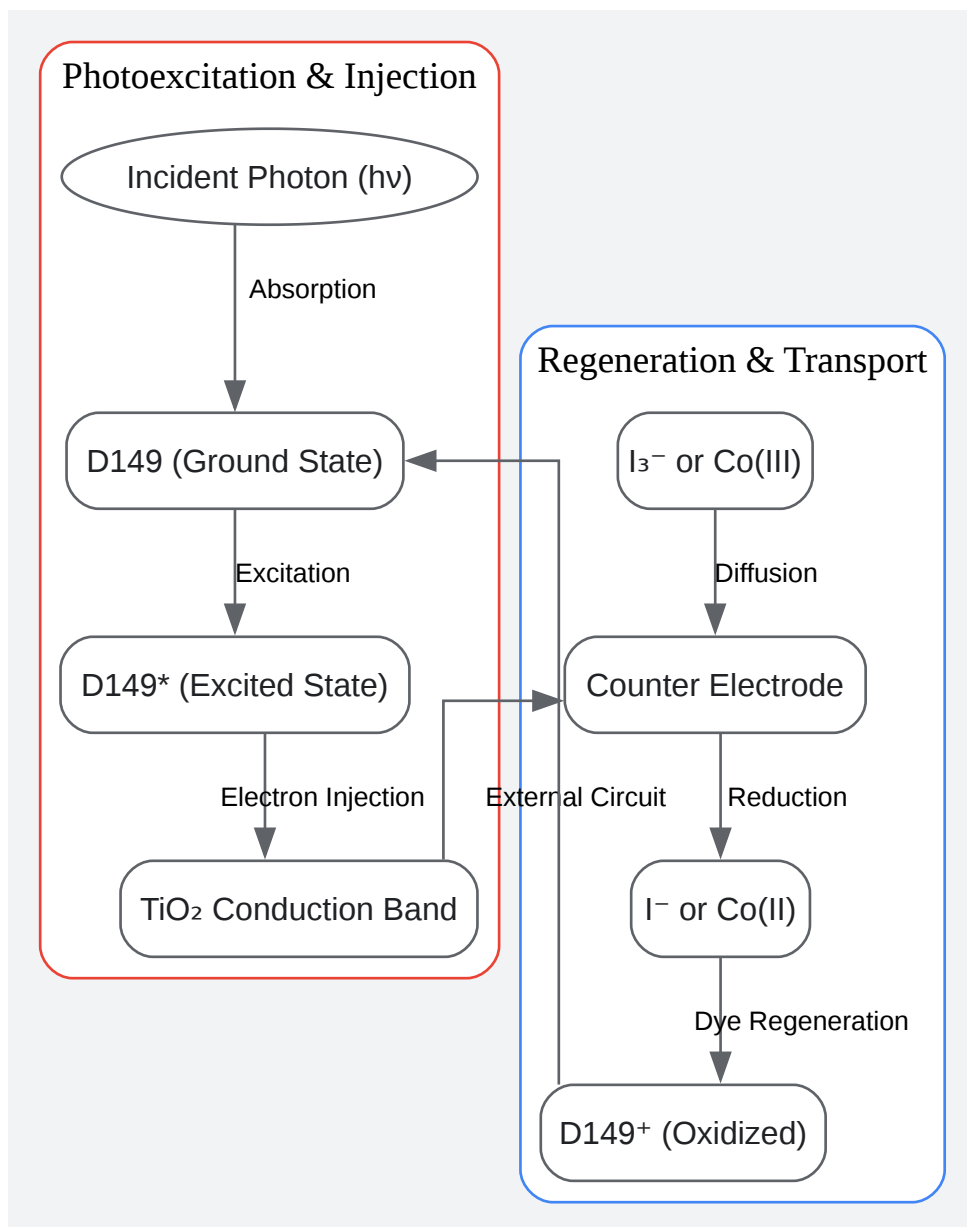 Photoexcitation & Injection
Incident Photon (hν)
Absorption
D149 (Ground State)
Excitation
D149* (Excited State)
Electron Injection
TiO₂ Conduction Band
External Circuit
Regeneration & Transport
I₃⁻ or Co(III)
Diffusion
Counter Electrode
Reduction
I⁻ or Co(II)
Dye Regeneration
D149⁺ (Oxidized)